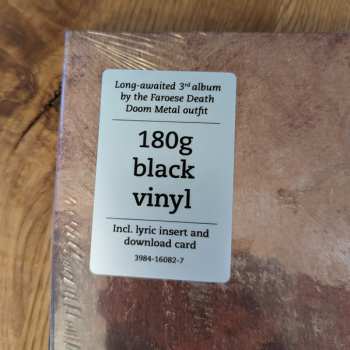 Long-awaited 3rd album
by the Faroese Death
Doom Metal outfit
180g
black
vinyl
Incl. lyric insert and
download card
3984-16082-7